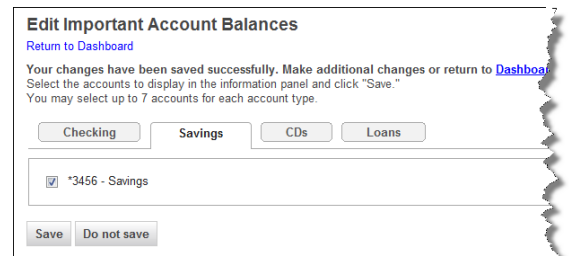 Edit Important Account Balances
Return to Dashboard
Your changes have been saved successfully. Make additional changes or return to Dashboa
Select the accounts to display in the information panel and click "Save."
You may select up to 7 accounts for each account type.
Checking Savings CDs Loans
*3456 - Savings
Save Do not save